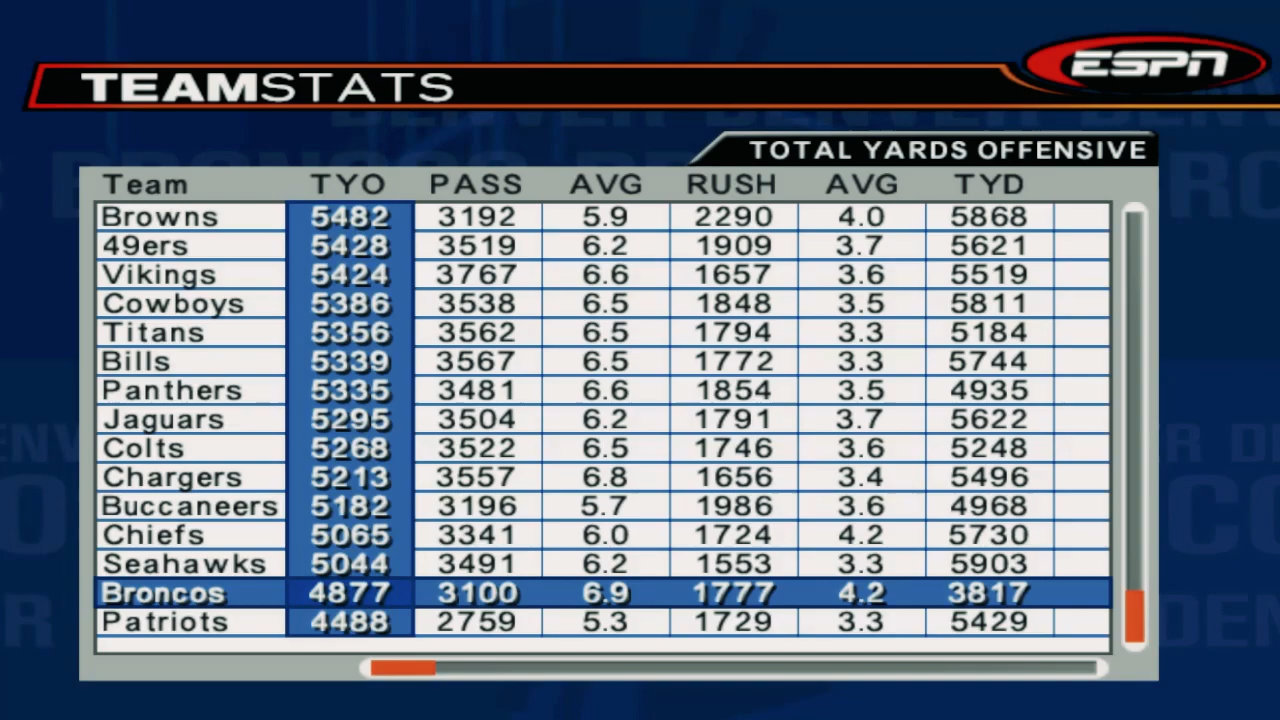 ESPN
TEAMSTATS
TOTAL YARDS OFFENSIVE
Team TYO PASS AVG RUSH AVG TYD
Browns 5482 3192 5.9 2290 4.0 5868
49ers 5428 3519 6.2 1909 3.7 5621
Vikings 5424 3767 6.6 1657 3.6 5519
Cowboys 5386 3538 6.5 1848 3.5 5811
Titans 5356 3562 6.5 1794 3.3 5184
Bills 5339 3567 6.5 1772 3.3 5744
Panthers 5335 3481 6.6 1854 3.5 4935
Jaguars 5295 3504 6.2 1791 3.7 5622
Colts 5268 3522 6.5 1746 3.6 5248
Chargers 5213 3557 6.8 1656 3.4 5496
Buccaneers 5182 3196 5.7 1986 3.6 4968
Chiefs 5065 3341 6.0 1724 4.2 5730
Seahawks 5044 3491 6.2 1553 3.3 5903
Broncos 4877 3100 6.9 1777 4.2 3817
Patriots 4488 2759 5.3 1729 3.3 5429